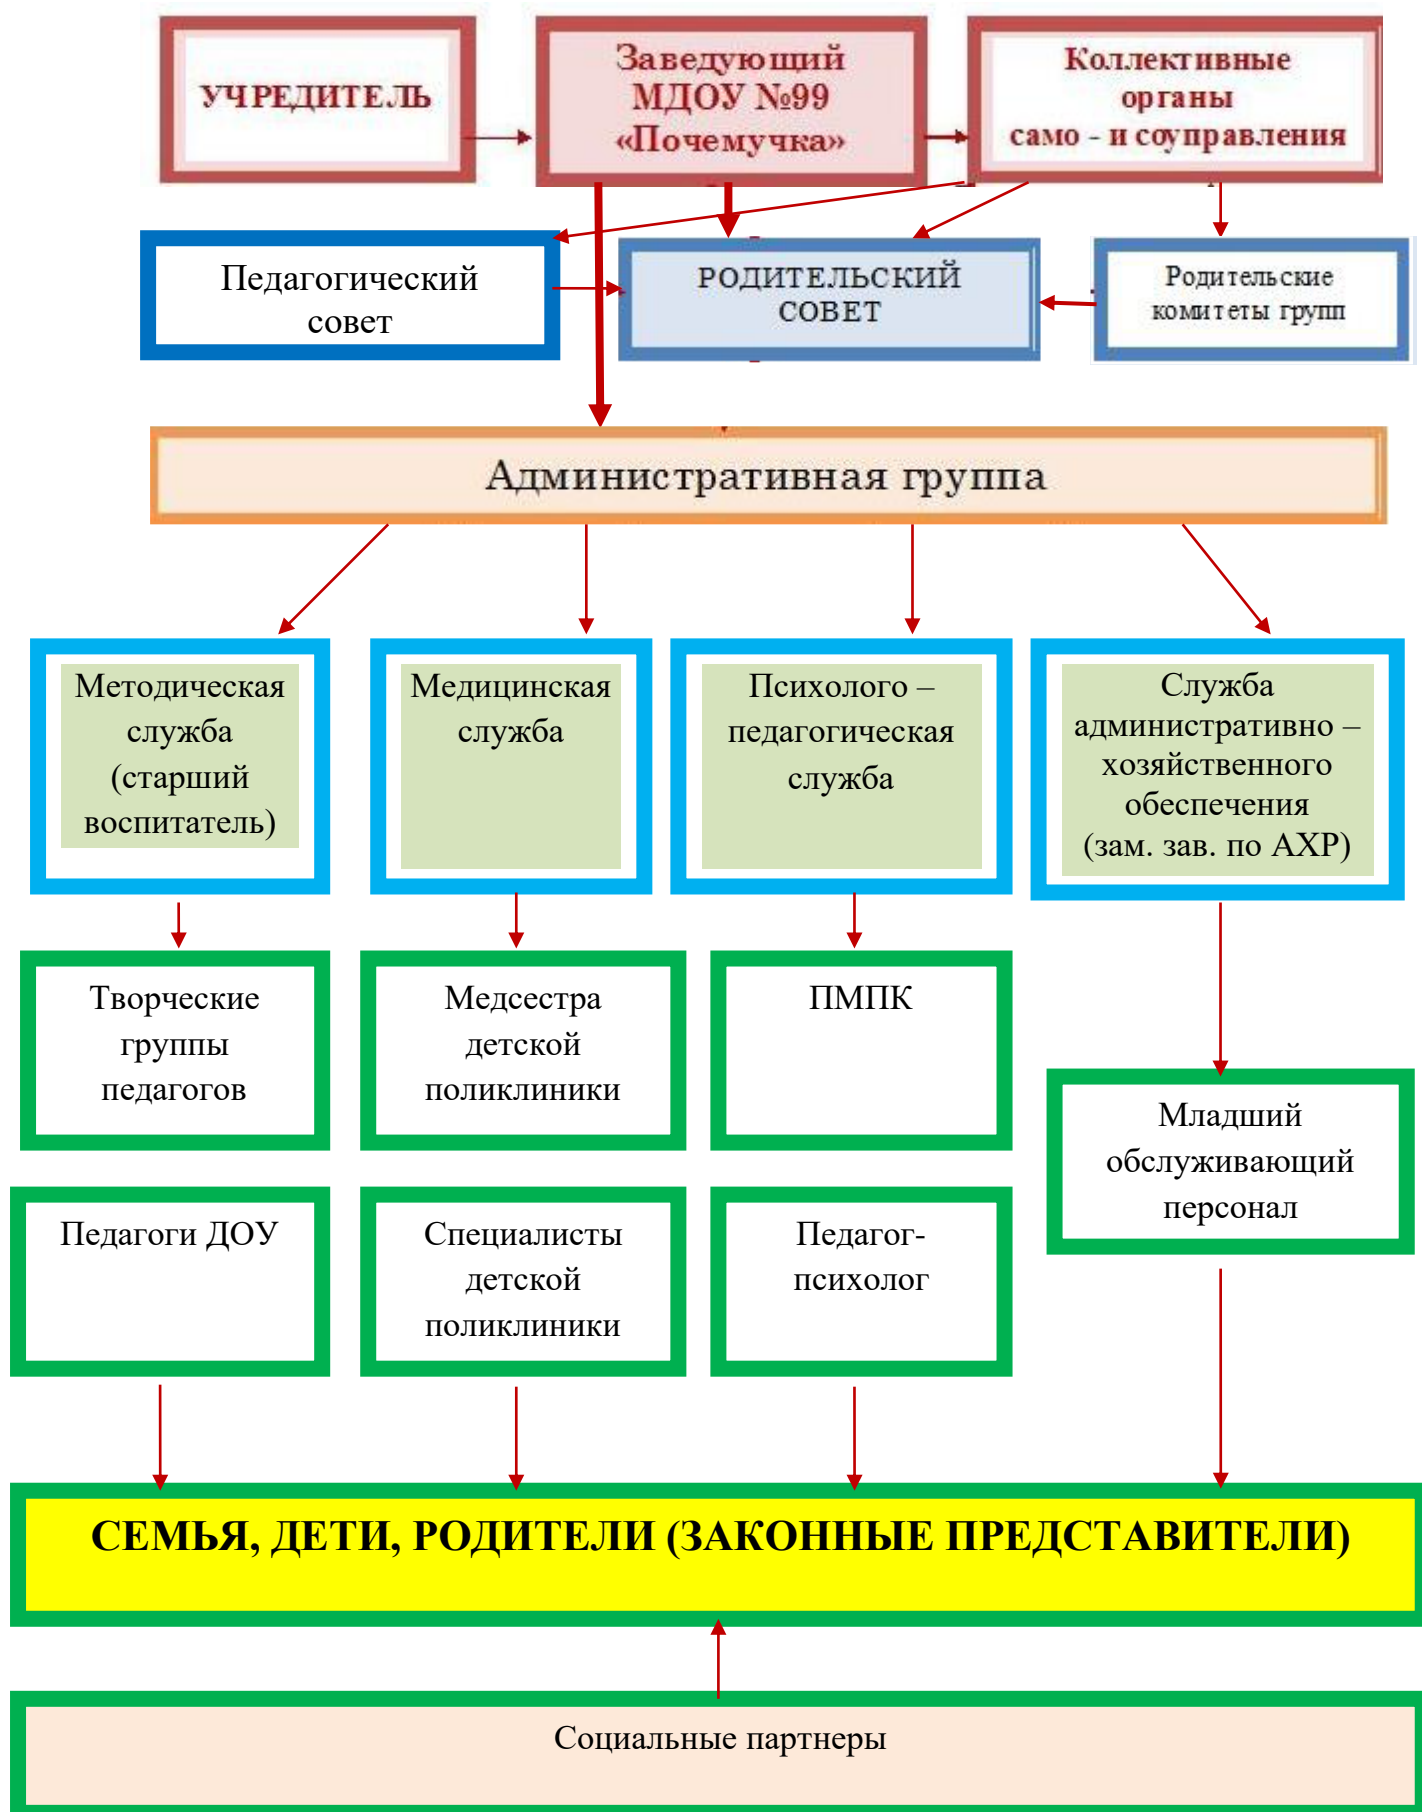 УЧРЕДИТЕЛЬ
Заведующий
МДОУ №99
«Почемучка»
Коллективные
органы
само - и соуправления
Педагогический
совет
РОДИТЕЛЬСКИЙ
СОВЕТ
Родительские
комитеты групп
Административная группа
Методическая
служба
(старший
воспитатель)
Медицинская
служба
Психолого –
педагогическая
служба
Служба
административно –
хозяйственного
обеспечения
(зам. зав. по АХР)
Творческие
группы
педагогов
Медсестра
детской
поликлиники
ПМПК
Младший
обслуживающий
персонал
Педагоги ДОУ
Специалисты
детской
поликлиники
Педагог-
психолог
СЕМЬЯ, ДЕТИ, РОДИТЕЛИ (ЗАКОННЫЕ ПРЕДСТАВИТЕЛИ)
Социальные партнеры